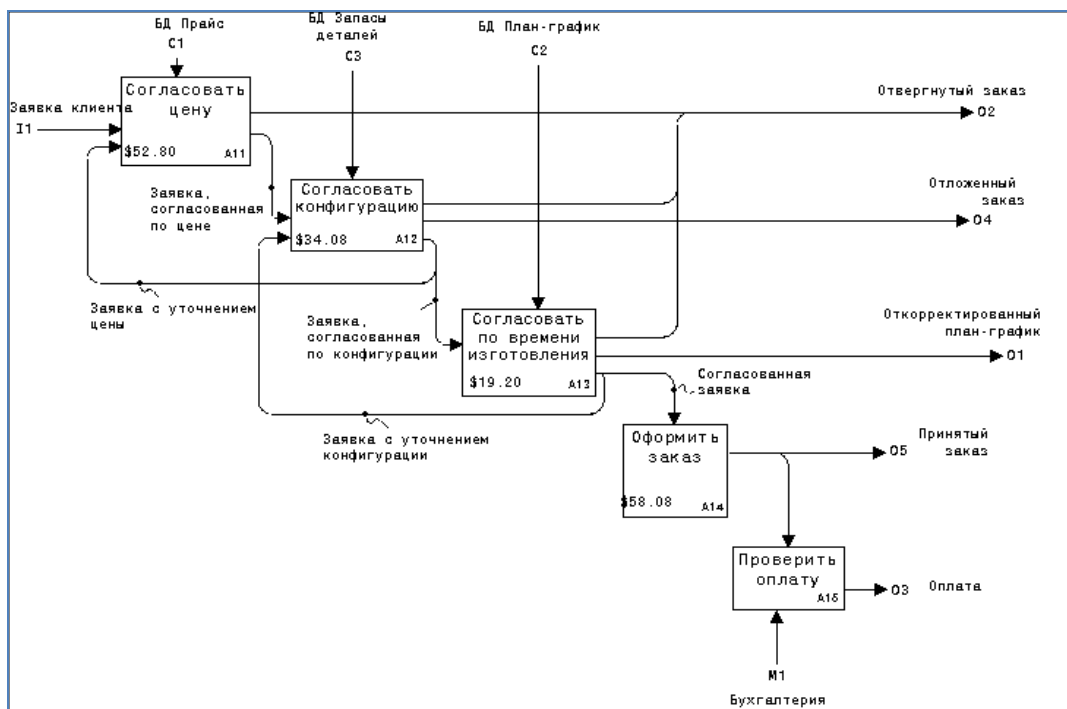 БД Прайс
C1
БД Запасы
деталей
C3
БД План-график
C2
Заявка клиента
I1
Согласовать
цену
$52.80
A11
Отвергнутый заказ
O2
Заявка,
согласованная
по цене
Согласовать
конфигурацию
$34.08
A12
Отложенный
заказ
O4
Заявка с уточнением
цены
Заявка,
согласованная
по конфигурации
Согласовать
по времени
изготовления
$19.20
A13
Откорректированный
план-график
O1
Согласованная
заявка
Заявка с уточнением
конфигурации
Оформить
заказ
$58.08
A14
Принятый
заказ
O5
Проверить
оплату
A15
O3
Оплата
M1
Бухгалтерия